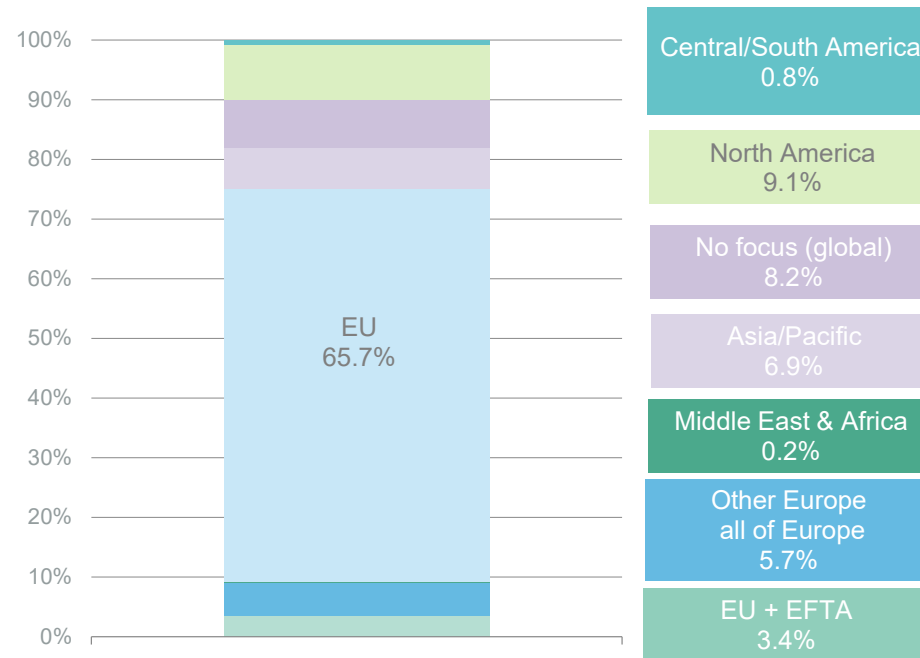 100%
90%
80%
70%
60%
50%
40%
30%
20%
10%
0%
EU
65.7%
Central/South America
0.8%
North America
9.1%
No focus (global)
8.2%
Asia/Pacific
6.9%
Middle East & Africa
0.2%
Other Europe
all of Europe
5.7%
EU + EFTA
3.4%